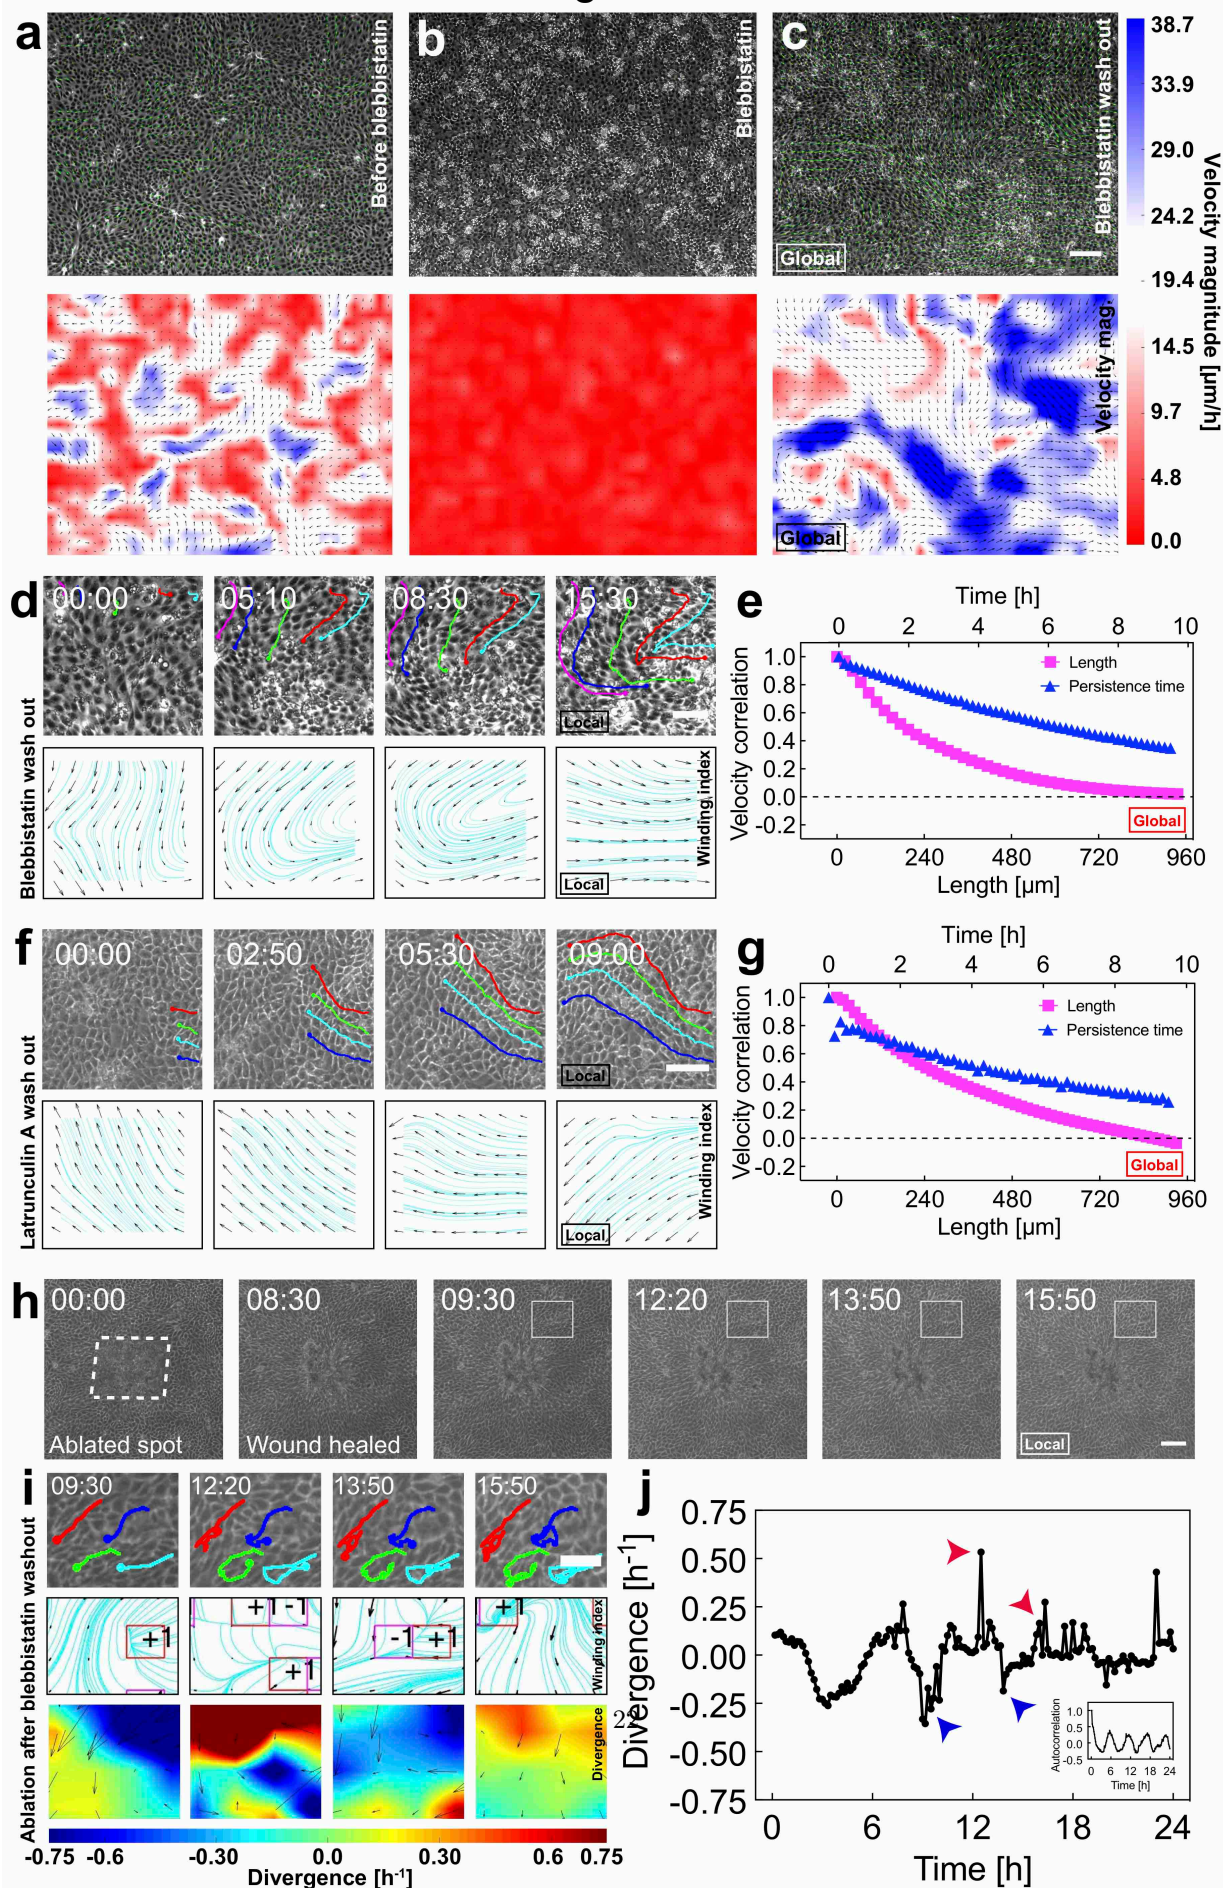 a
Before blebbistatin
b
Blebbistatin
c
Blebbistatin wash out
Global
Velocity mag.
Global
38.7
33.9
29.0
24.2
19.4
14.5
9.7
4.8
0.0
Velocity magnitude [µm/h]
d
Blebbistatin wash out
00:00
05:10
08:30
15:30
Local
Winding index
Local
e
Time [h]
0 2 4 6 8 10
Velocity correlation
1.0
0.8
0.6
0.4
0.2
0.0
-0.2
Length
Persistence time
Global
0 240 480 720 960
Length [µm]
f
Latrunculin A wash out
00:00
02:50
05:30
09:00
Local
Winding index
Local
g
Time [h]
0 2 4 6 8 10
Velocity correlation
1.0
0.8
0.6
0.4
0.2
0.0
-0.2
Length
Persistence time
Global
0 240 480 720 960
Length [µm]
h
00:00
Ablated spot
08:30
Wound healed
09:30
12:20
13:50
15:50
Local
i
Ablation after blebbistatin washout
09:30
12:20
13:50
15:50
+1
+1 -1
+1
-1 +1
+1
Winding index
Divergence
-0.75 -0.6 -0.30 0.0 0.30 0.6 0.75
Divergence [h-1]
j
Divergence [h-1]
0.75
0.50
0.25
0.00
-0.25
-0.50
-0.75
0 6 12 18 24
Time [h]
Autocorrelation
1.0
0.5
0.0
-0.5
0 6 12 18 24
Time [h]